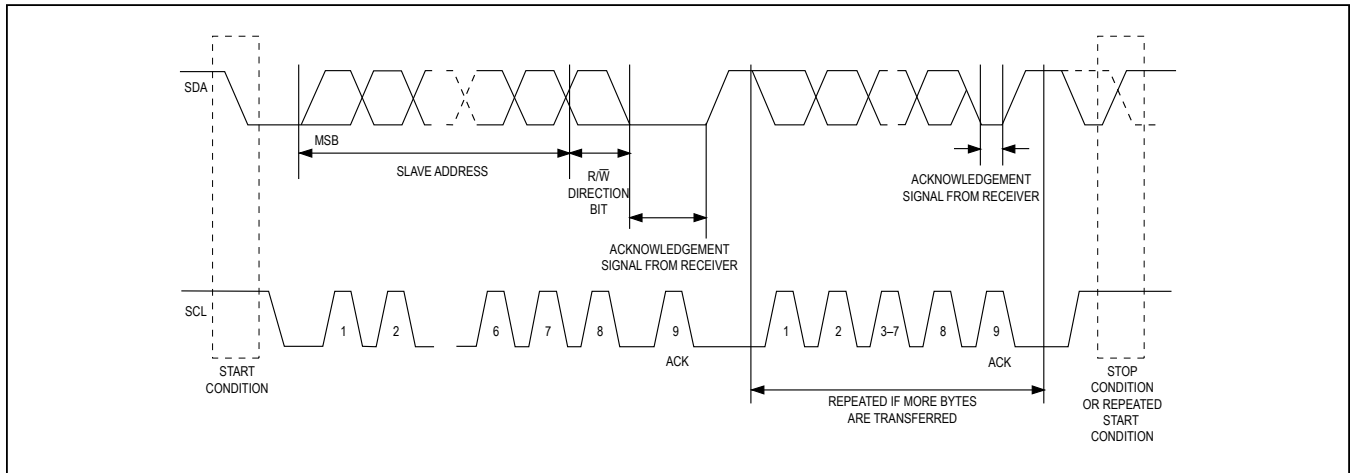 SDA
MSB
SLAVE ADDRESS
R/W̅
DIRECTION
BIT
ACKNOWLEDGEMENT
SIGNAL FROM RECEIVER
ACKNOWLEDGEMENT
SIGNAL FROM RECEIVER
SCL
1 2 6 7 8 9 1 2 3–7 8 9
ACK
ACK
START
CONDITION
REPEATED IF MORE BYTES
ARE TRANSFERRED
STOP
CONDITION
OR REPEATED
START
CONDITION